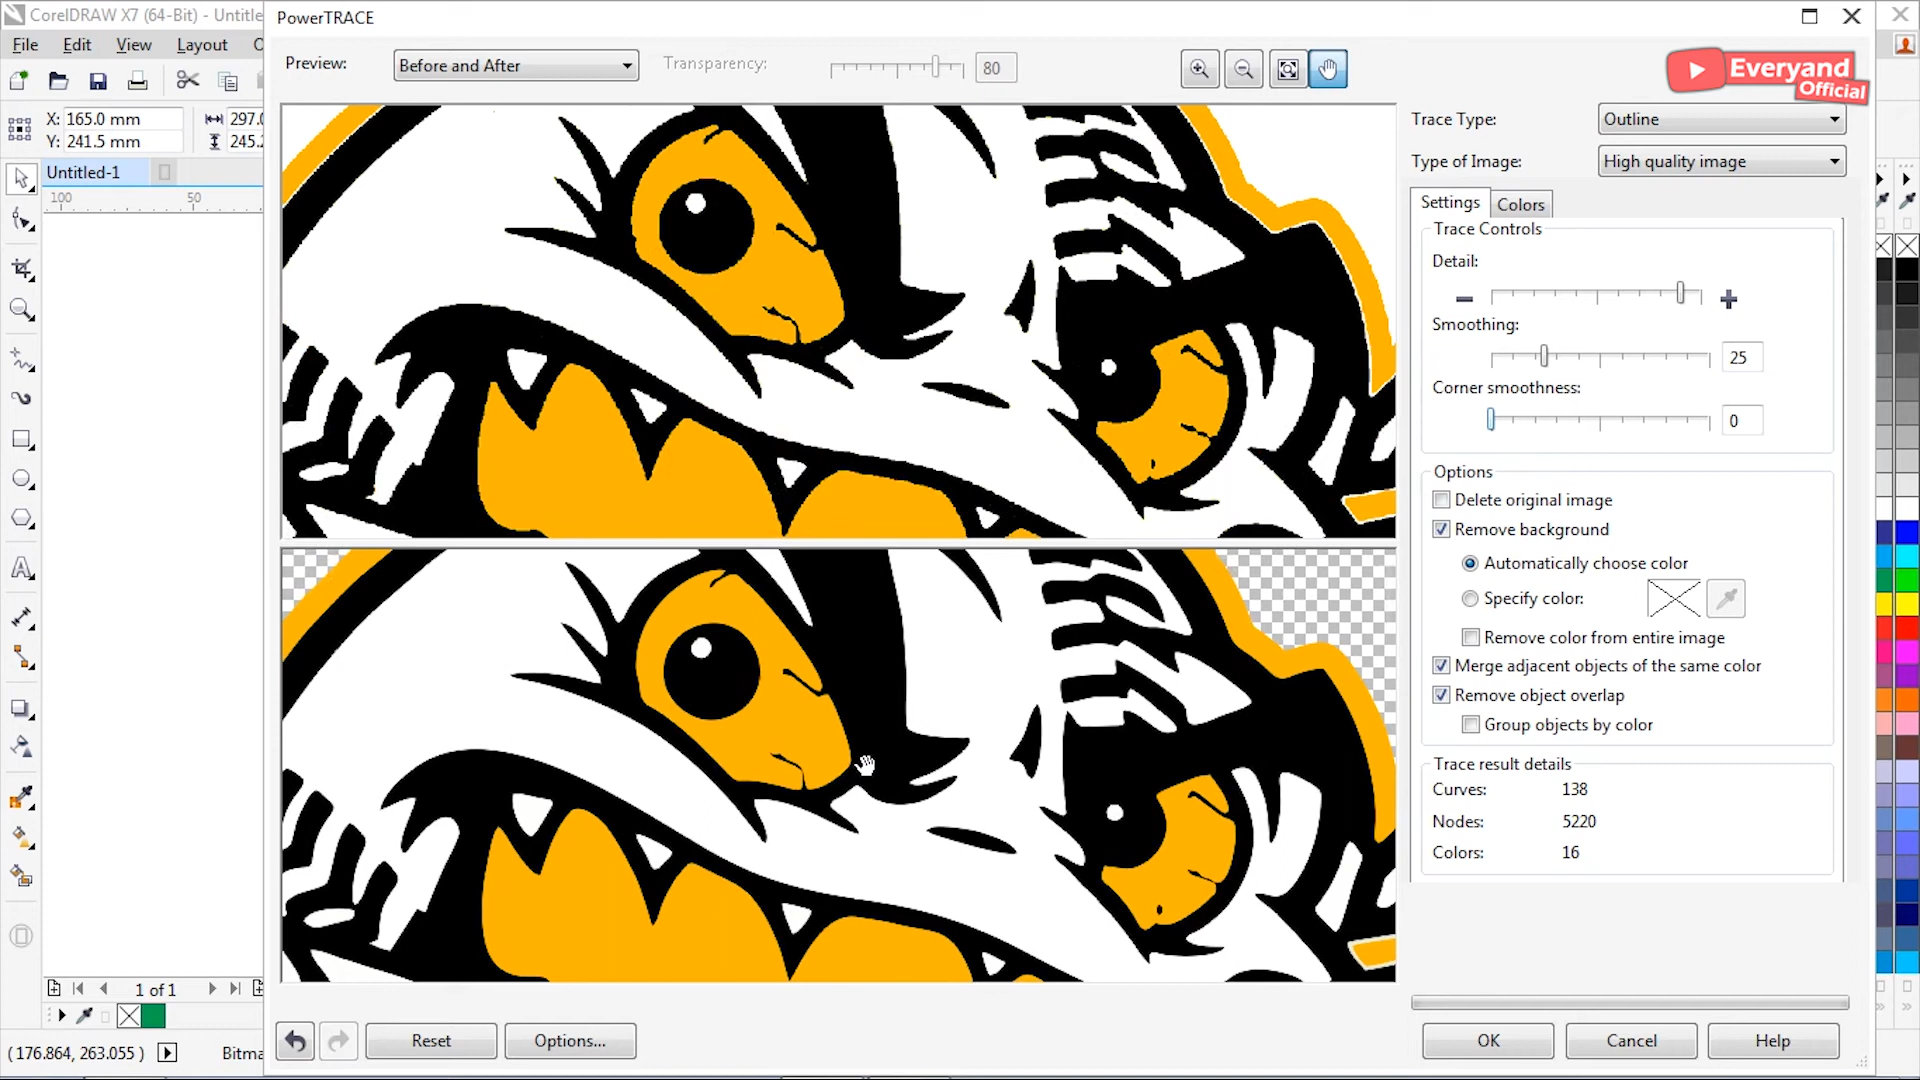 CorelDRAW X7 (64-Bit) - Untitle
PowerTRACE
File Edit View Layout
Preview: Before and After Transparency: 80
Everyand
Official
X: 165.0 mm 297.0
Y: 241.5 mm 245.2
Trace Type: Outline
Type of Image: High quality image
Untitled-1
100 50
Settings Colors
Trace Controls
Detail:
Smoothing:
25
Corner smoothness:
0
Options
Delete original image
Remove background
Automatically choose color
Specify color:
Remove color from entire image
Merge adjacent objects of the same color
Remove object overlap
Group objects by color
Trace result details
Curves: 138
Nodes: 5220
Colors: 16
1 of 1
Reset Options... OK Cancel Help
(176.864, 263.055 ) Bitma